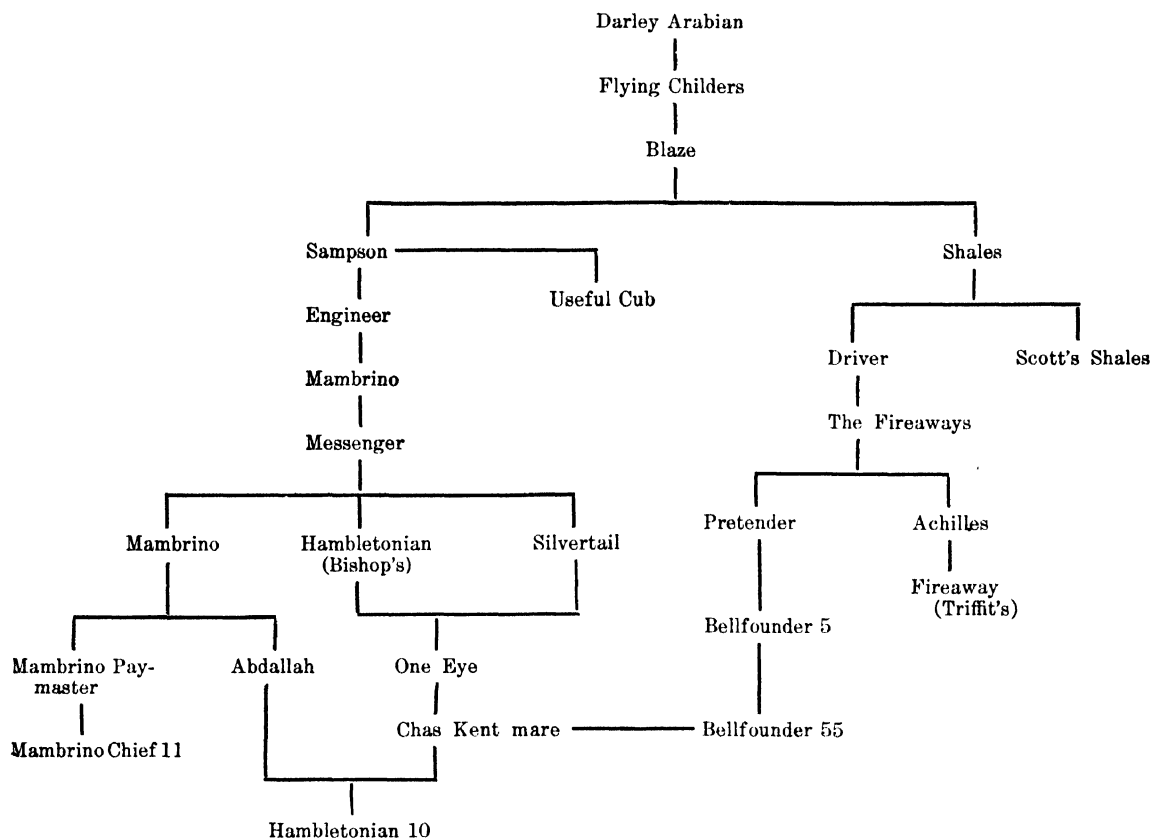 Darley Arabian
Flying Childers
Blaze
Sampson
Shales
Useful Cub
Engineer
Driver
Scott's Shales
Mambrino
The Fireaways
Messenger
Mambrino
Hambletonian
(Bishop's)
Silvertail
Pretender
Achilles
Fireaway
(Triffit's)
Bellfounder 5
Mambrino Pay-
master
Abdallah
One Eye
Chas Kent mare
Bellfounder 55
Mambrino Chief 11
Hambletonian 10